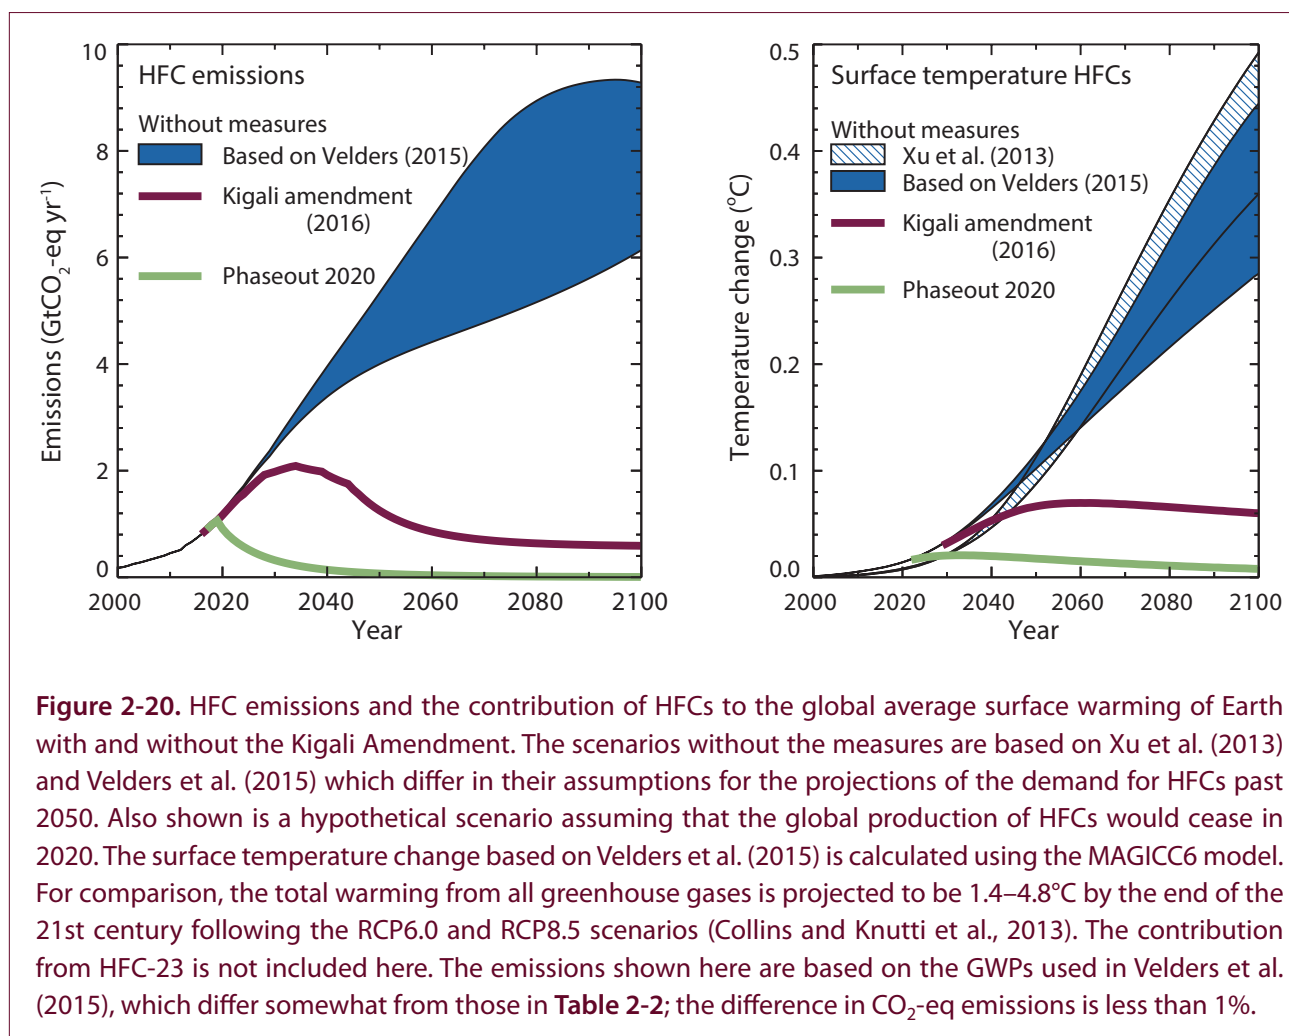 HFC emissions
Without measures
Based on Velders (2015)
Kigali amendment
(2016)
Phaseout 2020
Emissions (GtCO₂-eq yr⁻¹)
10
8
6
4
2
0
2000 2020 2040 2060 2080 2100
Year
Surface temperature HFCs
Without measures
Xu et al. (2013)
Based on Velders (2015)
Kigali amendment
(2016)
Phaseout 2020
Temperature change (°C)
0.5
0.4
0.3
0.2
0.1
0.0
2000 2020 2040 2060 2080 2100
Year
Figure 2-20. HFC emissions and the contribution of HFCs to the global average surface warming of Earth
with and without the Kigali Amendment. The scenarios without the measures are based on Xu et al. (2013)
and Velders et al. (2015) which differ in their assumptions for the projections of the demand for HFCs past
2050. Also shown is a hypothetical scenario assuming that the global production of HFCs would cease in
2020. The surface temperature change based on Velders et al. (2015) is calculated using the MAGICC6 model.
For comparison, the total warming from all greenhouse gases is projected to be 1.4–4.8°C by the end of the
21st century following the RCP6.0 and RCP8.5 scenarios (Collins and Knutti et al., 2013). The contribution
from HFC-23 is not included here. The emissions shown here are based on the GWPs used in Velders et al.
(2015), which differ somewhat from those in Table 2-2; the difference in CO₂-eq emissions is less than 1%.